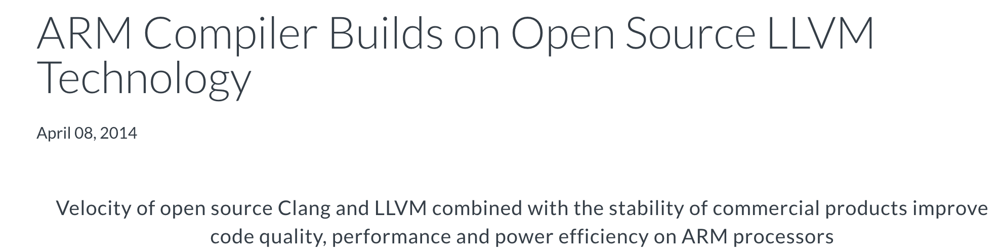 ARM Compiler Builds on Open Source LLVM
Technology
April 08, 2014
Velocity of open source Clang and LLVM combined with the stability of commercial products improve
code quality, performance and power efficiency on ARM processors